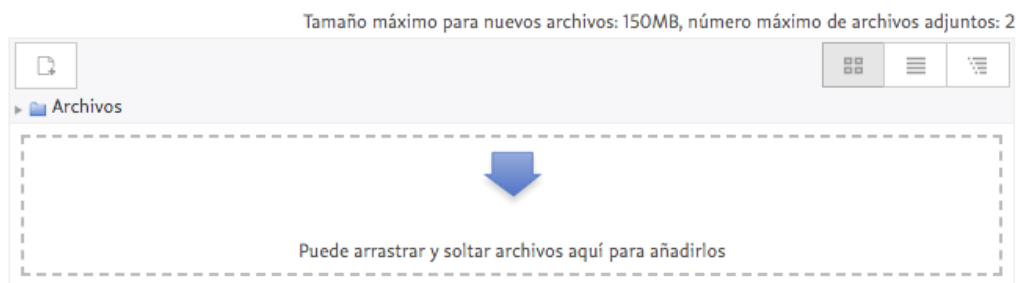 Tamaño máximo para nuevos archivos: 150MB, número máximo de archivos adjuntos: 2
Archivos
Puede arrastrar y soltar archivos aquí para añadirlos